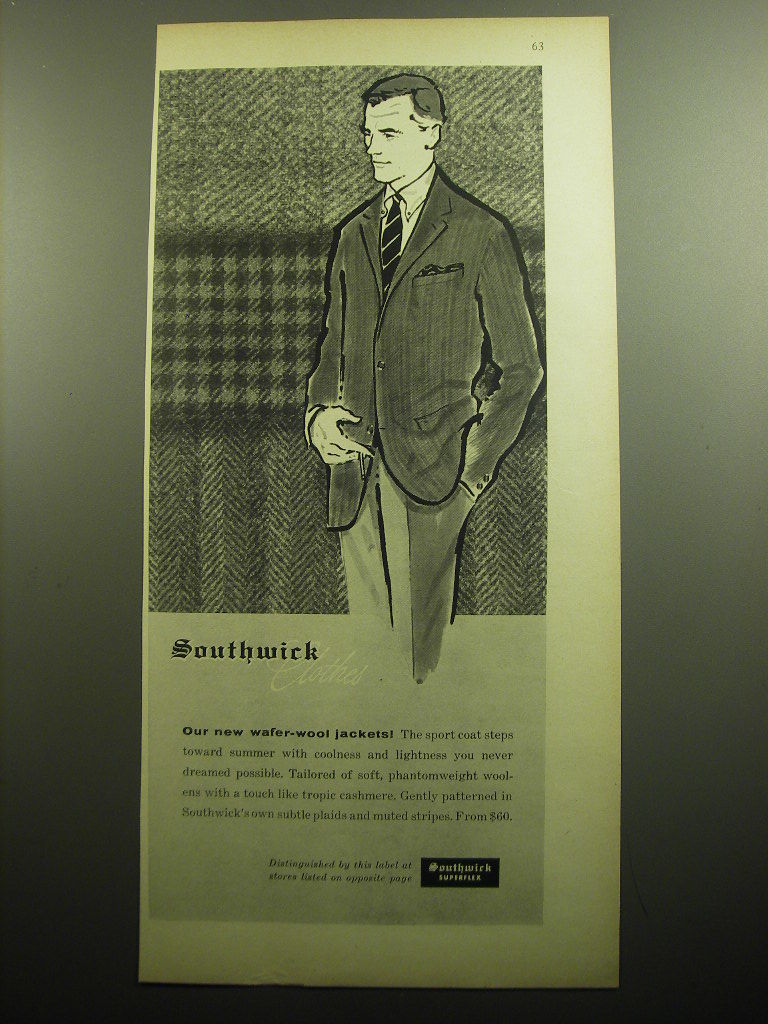 63
Southwick
Clothes
Our new wafer-wool jackets! The sport coat steps
toward summer with coolness and lightness you never
dreamed possible. Tailored of soft, phantomweight wool-
ens with a touch like tropic cashmere. Gently patterned in
Southwick's own subtle plaids and muted stripes. From $60.
Distinguished by this label at
stores listed on opposite page
Southwick
SUPERFLEX